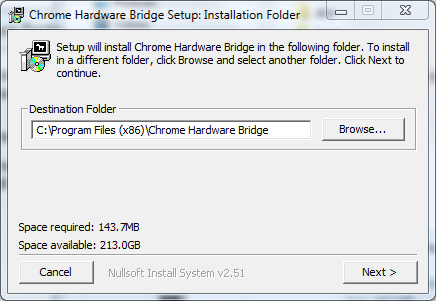 Chrome Hardware Bridge Setup: Installation Folder
Setup will install Chrome Hardware Bridge in the following folder. To install
in a different folder, click Browse and select another folder. Click Next to
continue.
Destination Folder
C:\Program Files (x86)\Chrome Hardware Bridge
Browse...
Space required: 143.7MB
Space available: 213.0GB
Cancel
Nullsoft Install System v2.51
Next >